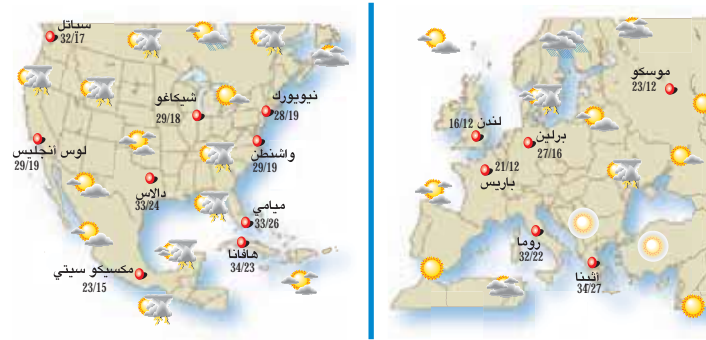 سياتل
32/17
شيكاغو
29/18
نيويورك
28/19
لوس أنجليس
29/19
واشنطن
29/19
دالاس
33/24
ميامي
33/26
هافانا
34/23
مكسيكو سيتي
23/15
موسكو
23/12
لندن 16/12
برلين
27/16
21/12
باريس
روما
32/22
أثينا
34/27